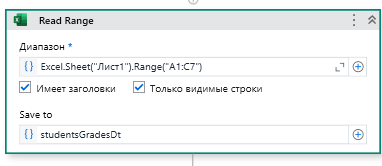 Read Range
Диапазон *
{} Excel.Sheet("Лист1").Range("A1:C7")
Имеет заголовки Только видимые строки
Save to
{} studentsGradesDt